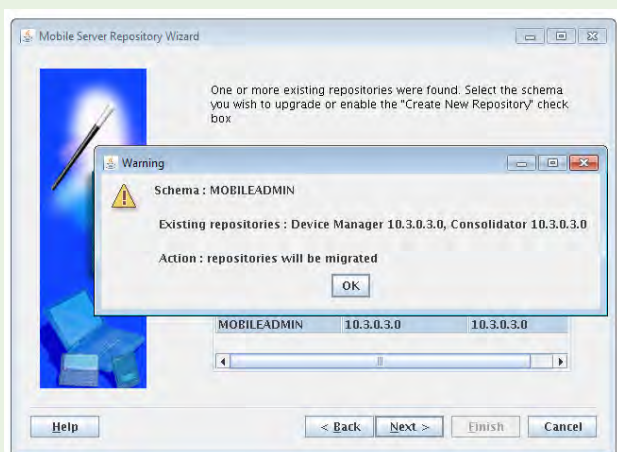 Mobile Server Repository Wizard
One or more existing repositories were found. Select the schema
you wish to upgrade or enable the "Create New Repository" check
box
Warning
Schema : MOBILEADMIN
Existing repositories : Device Manager 10.3.0.3.0, Consolidator 10.3.0.3.0
Action : repositories will be migrated
OK
MOBILEADMIN 10.3.0.3.0 10.3.0.3.0
Help < Back Next > Finish Cancel